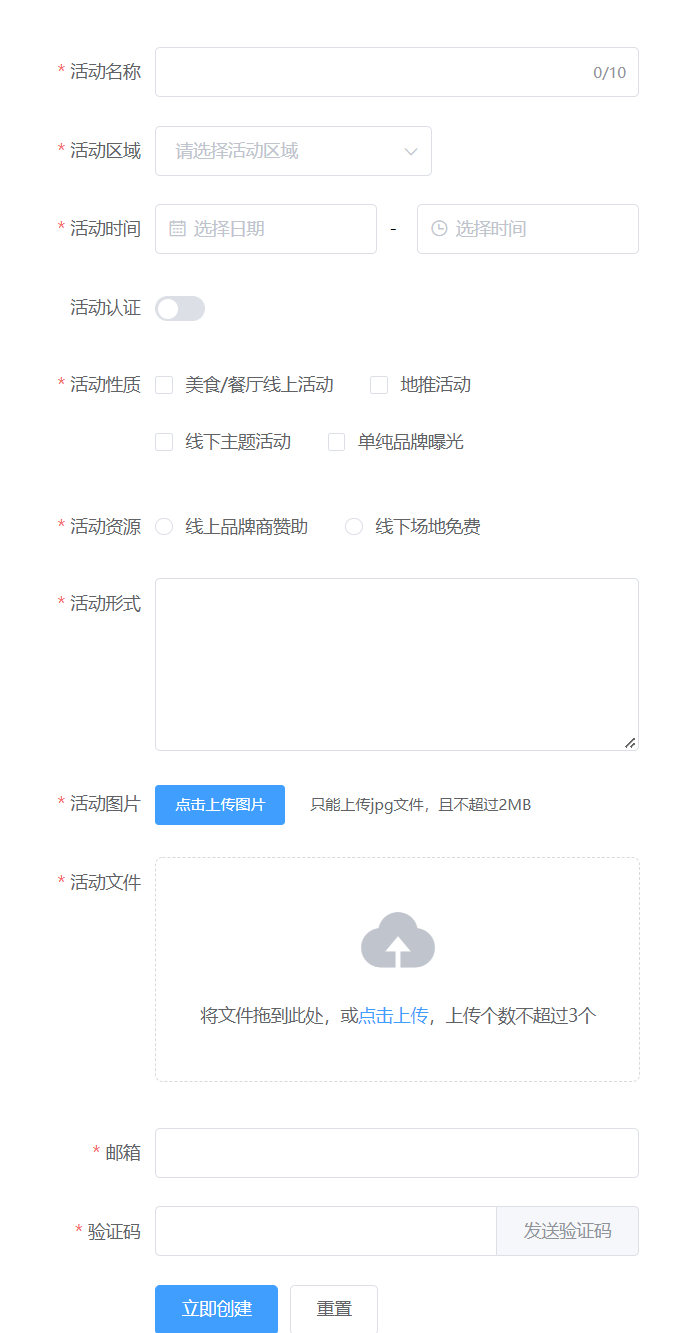 * 活动名称 0/10
* 活动区域 请选择活动区域
* 活动时间 选择日期 - 选择时间
活动认证
* 活动性质 美食/餐厅线上活动 地推活动
线下主题活动 单纯品牌曝光
* 活动资源 线上品牌商赞助 线下场地免费
* 活动形式
* 活动图片 点击上传图片 只能上传jpg文件，且不超过2MB
* 活动文件
将文件拖到此处，或点击上传，上传个数不超过3个
* 邮箱
* 验证码 发送验证码
立即创建 重置